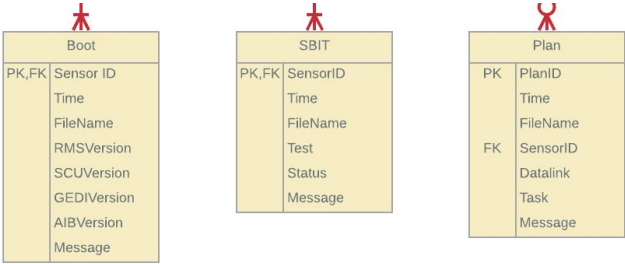 Boot
PK,FK Sensor ID
Time
FileName
RMSVersion
SCUVersion
GEDIVersion
AIBVersion
Message
SBIT
PK,FK SensorID
Time
FileName
Test
Status
Message
Plan
PK PlanID
Time
FileName
FK SensorID
Datalink
Task
Message